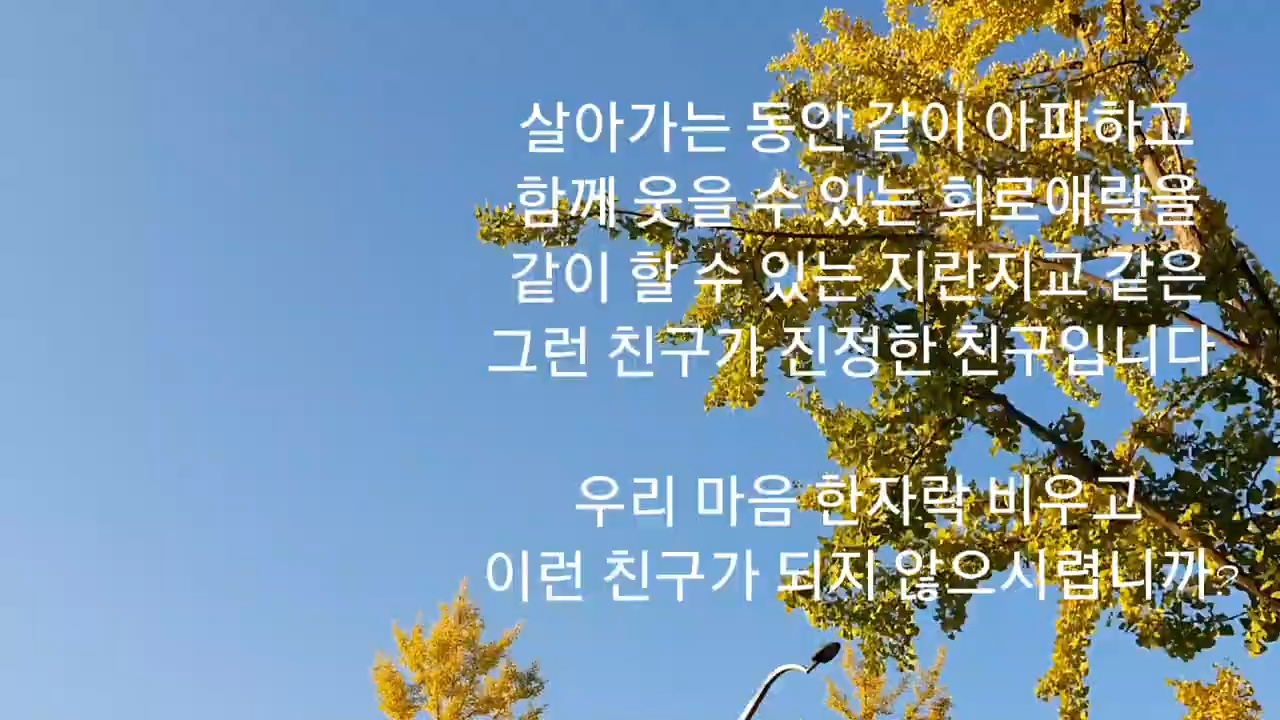 살아가는 동안 같이 아파하고
함께 웃을 수 있는 희로애락을
같이 할 수 있는 지란지교 같은
그런 친구가 진정한 친구입니다
우리 마음 한자락 비우고
이런 친구가 되지 않으시렵니까?